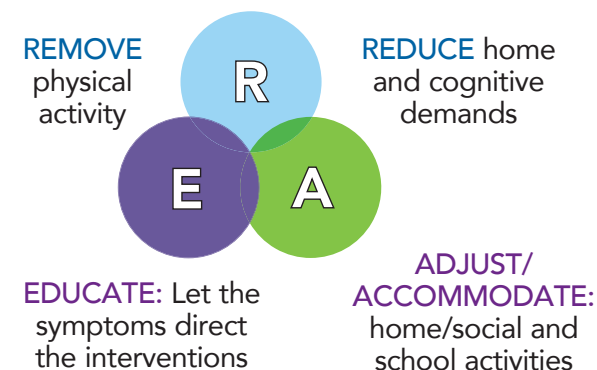 REMOVE
physical
activity
R
REDUCE home
and cognitive
demands
E
A
EDUCATE: Let the
symptoms direct
the interventions
ADJUST/
ACCOMMODATE:
home/social and
school activities